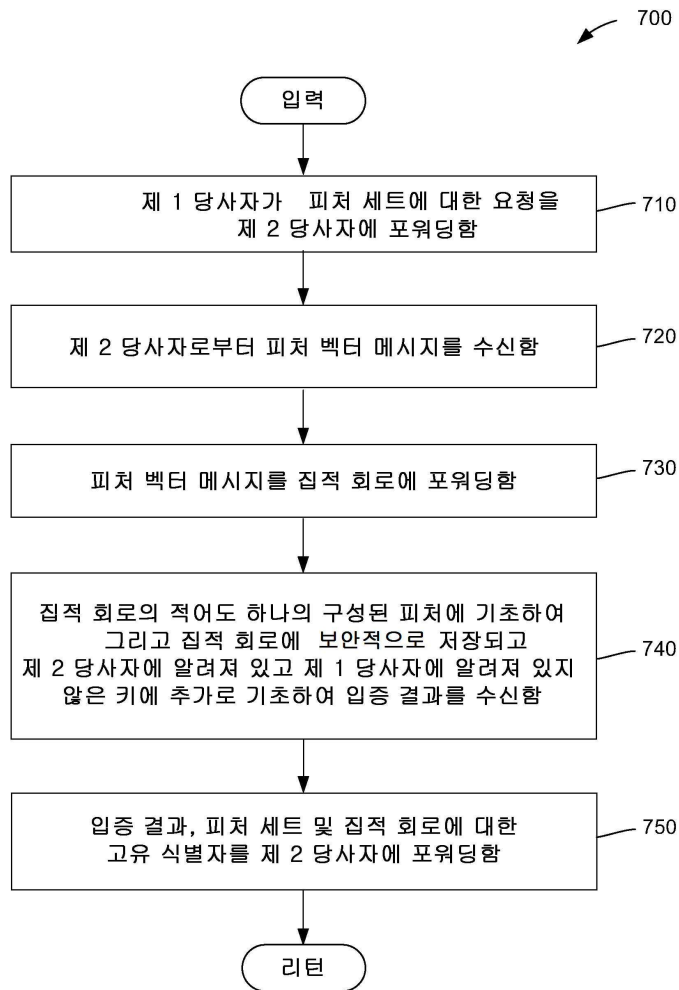 700
입력
제 1 당사자가 피처 세트에 대한 요청을
제 2 당사자에 포워딩함
710
제 2 당사자로부터 피처 벡터 메시지를 수신함
720
피처 벡터 메시지를 집적 회로에 포워딩함
730
집적 회로의 적어도 하나의 구성된 피처에 기초하여
그리고 집적 회로에 보안적으로 저장되고
제 2 당사자에 알려져 있고 제 1 당사자에 알려져 있지
않은 키에 추가로 기초하여 입증 결과를 수신함
740
입증 결과, 피처 세트 및 집적 회로에 대한
고유 식별자를 제 2 당사자에 포워딩함
750
리턴